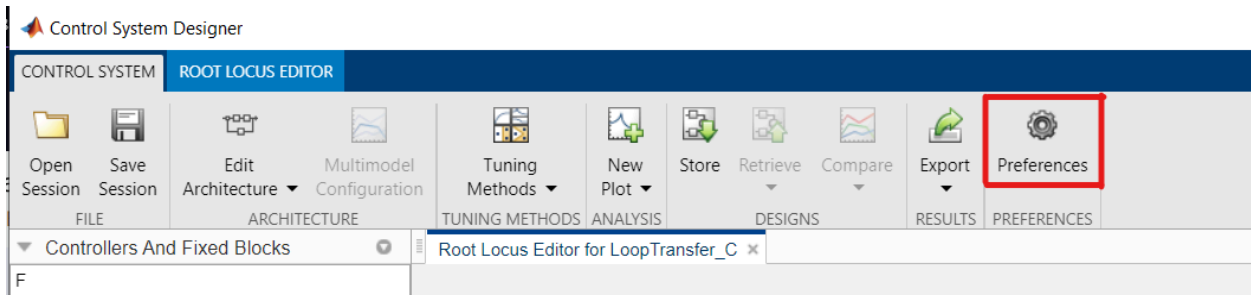 Control System Designer
CONTROL SYSTEM ROOT LOCUS EDITOR
Open Session
Save Session
Edit Architecture
Multimodel Configuration
Tuning Methods
New Plot
Store
Retrieve
Compare
Export
Preferences
FILE ARCHITECTURE TUNING METHODS ANALYSIS DESIGNS RESULTS PREFERENCES
Controllers And Fixed Blocks
Root Locus Editor for LoopTransfer_C
F